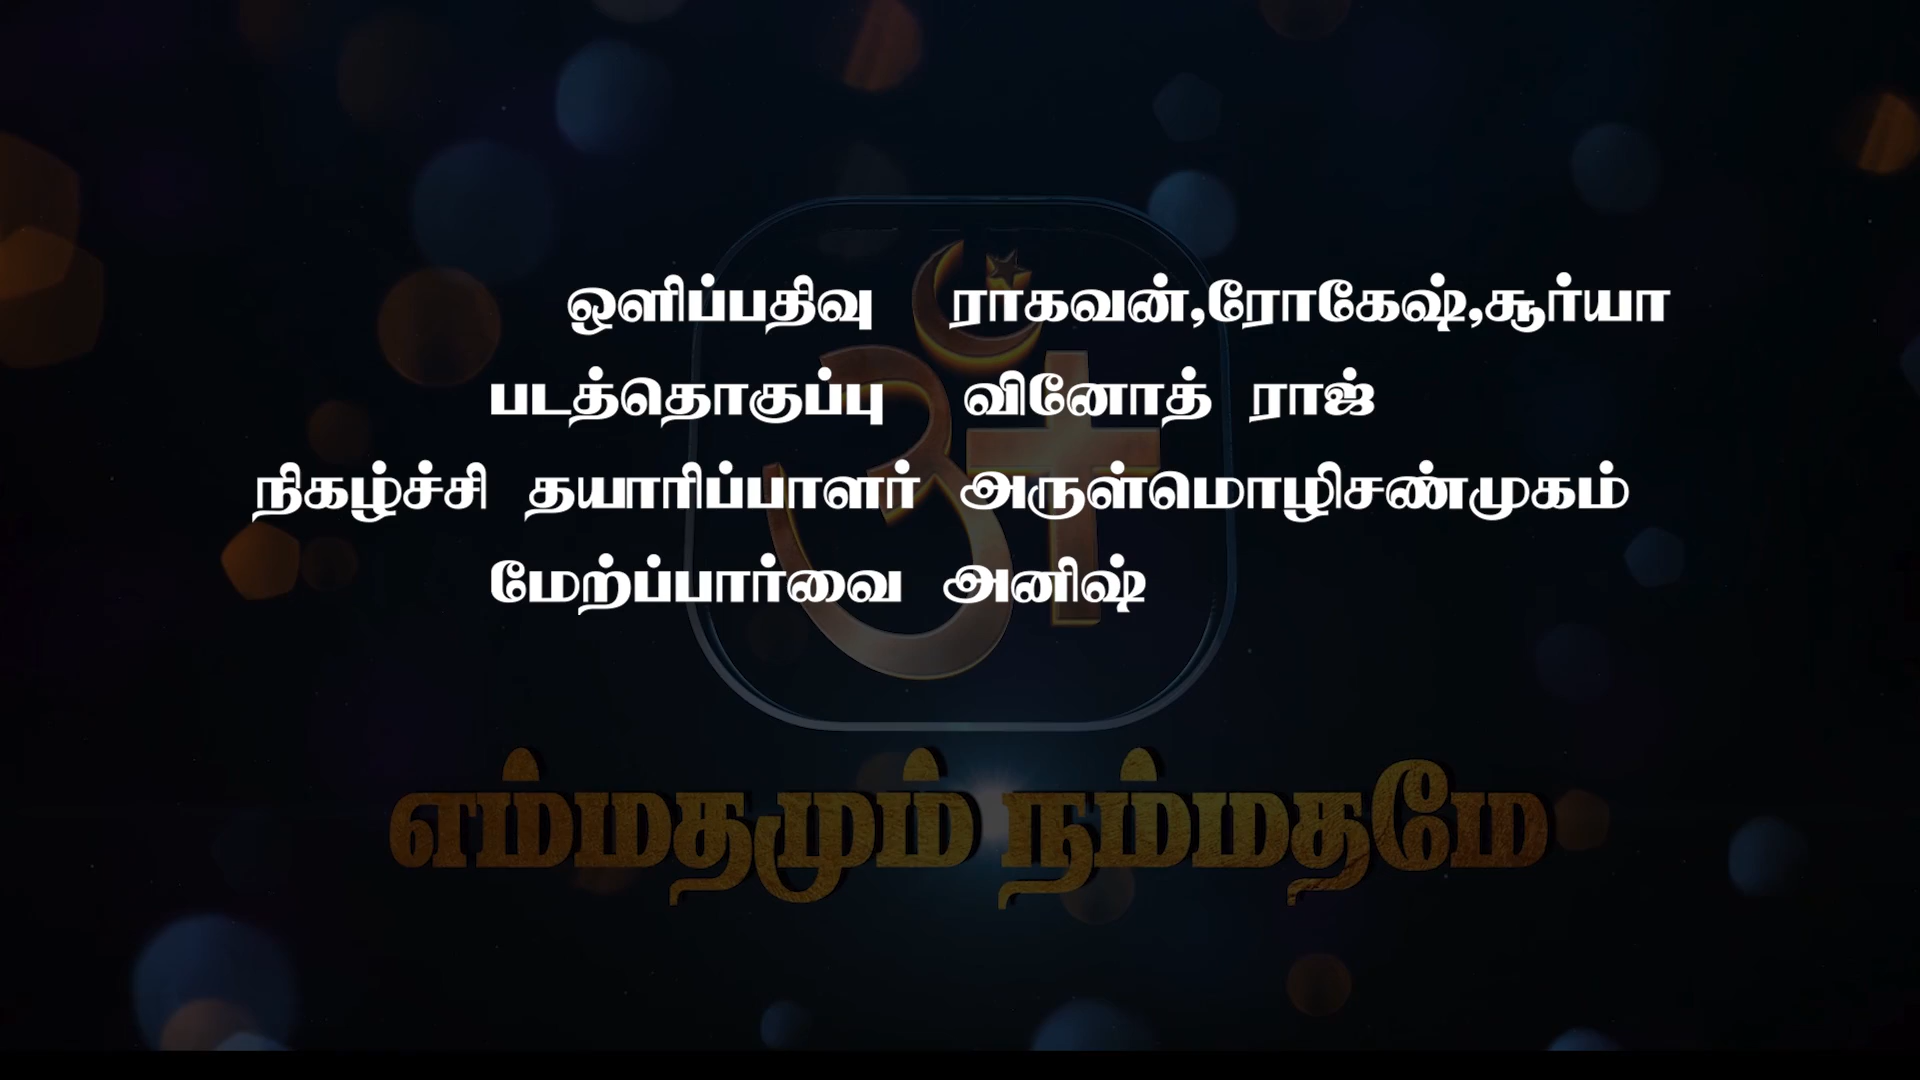 ஒளிப்பதிவு ராகவன்,ரோகேஷ்,சூர்யா
படத்தொகுப்பு வினோத் ராஜ்
நிகழ்ச்சி தயாரிப்பாளர் அருள்மொழிசண்முகம்
மேற்ப்பார்வை அனிஷ்
எம்மதமும் நம்மதமே